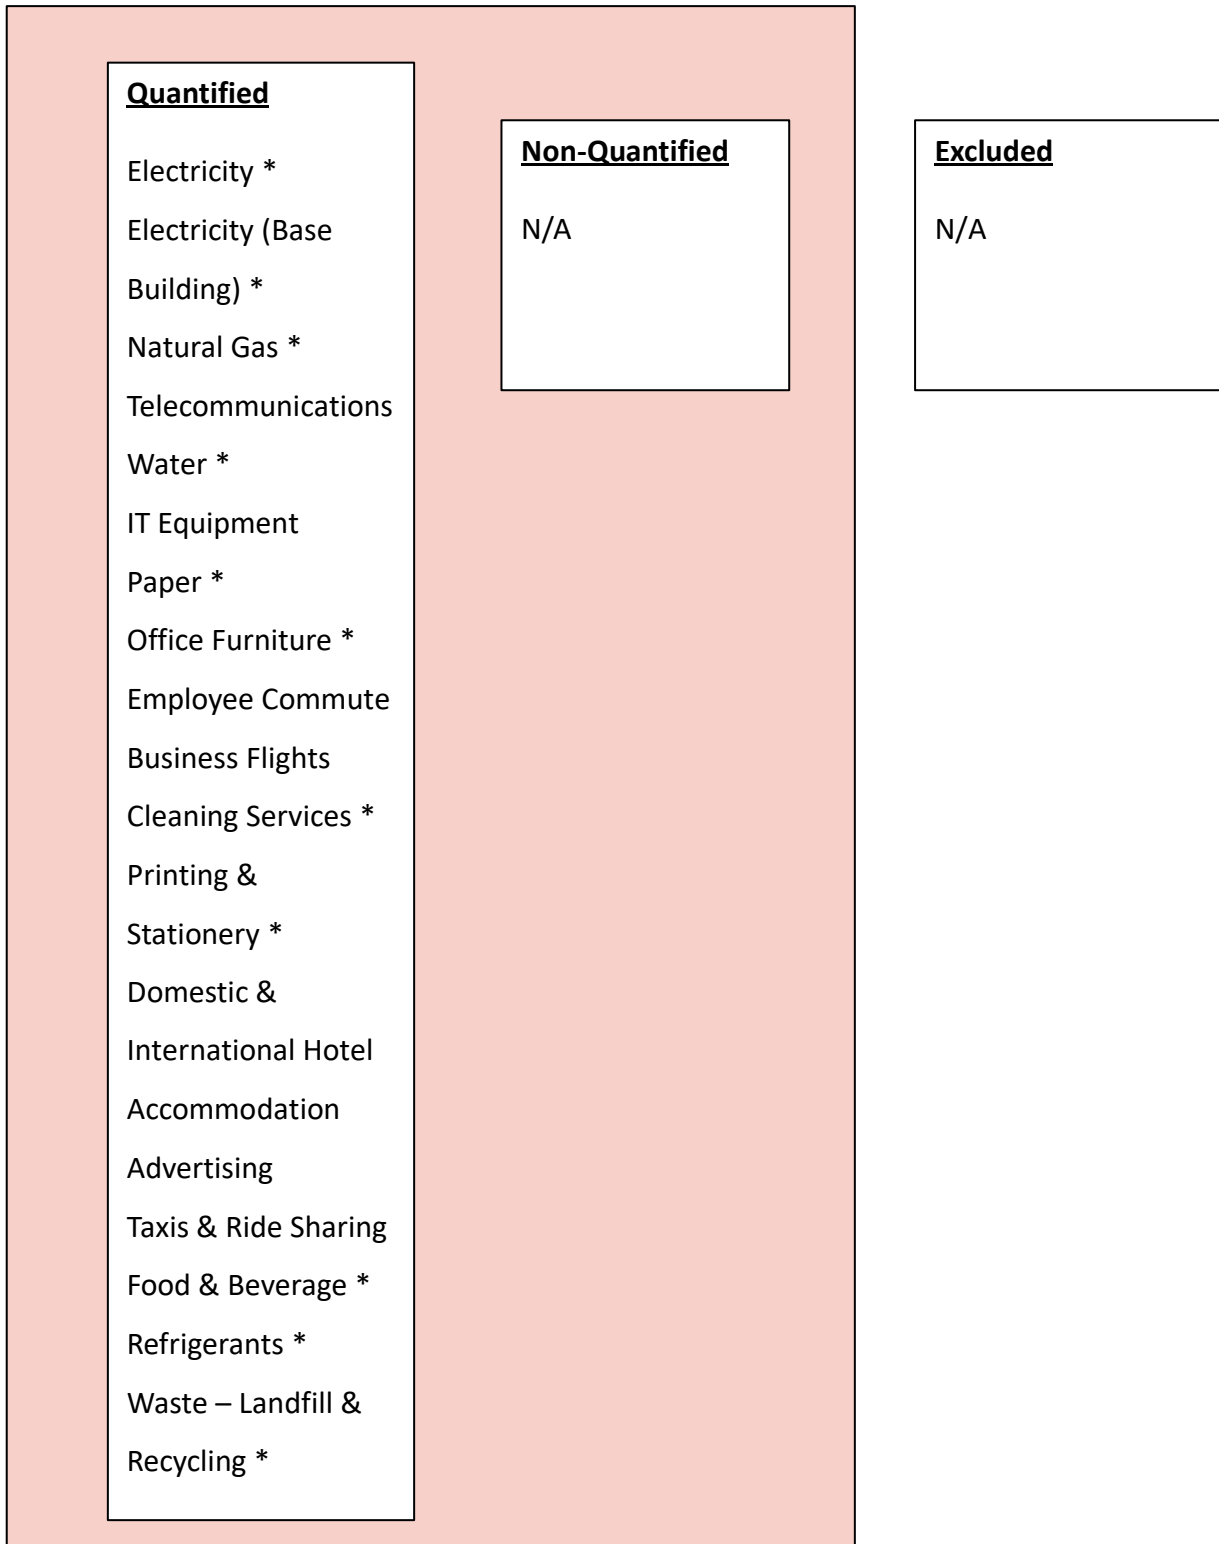 Quantified
Electricity *
Electricity (Base
Building) *
Natural Gas *
Telecommunications
Water *
IT Equipment
Paper *
Office Furniture *
Employee Commute
Business Flights
Cleaning Services *
Printing &
Stationery *
Domestic &
International Hotel
Accommodation
Advertising
Taxis & Ride Sharing
Food & Beverage *
Refrigerants *
Waste – Landfill &
Recycling *
Non-Quantified
N/A
Excluded
N/A